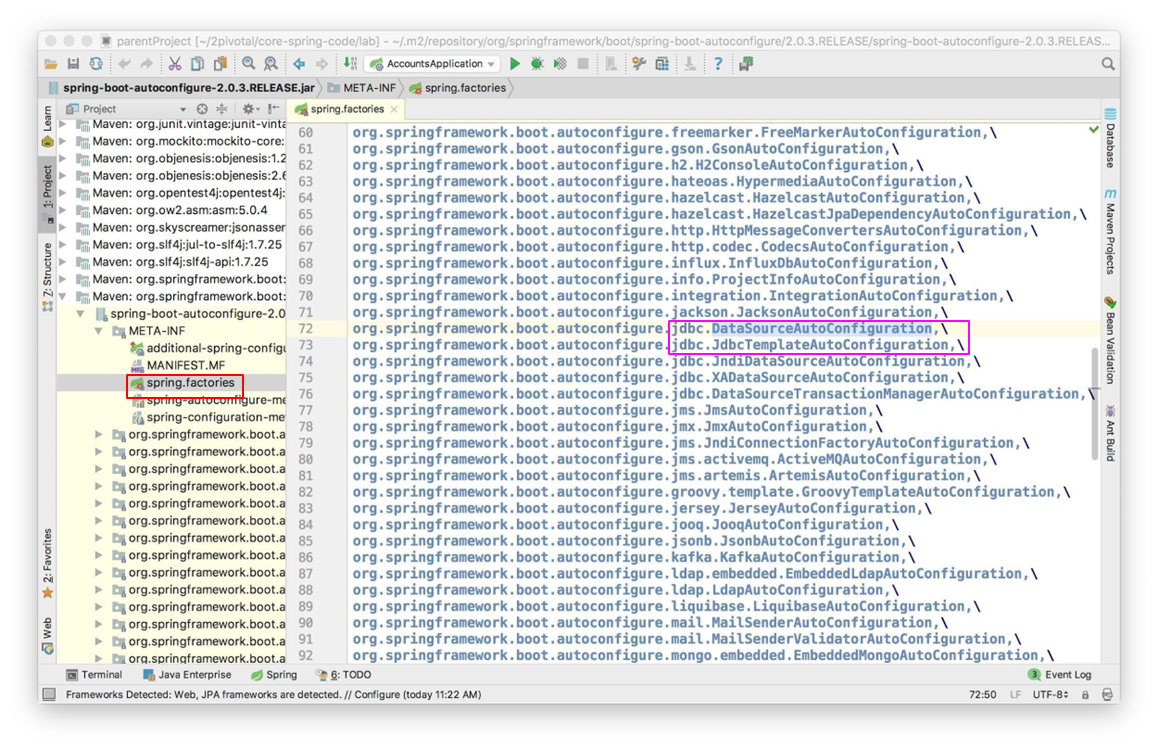 parentProject [~/2pivotal/core-spring-code/lab] - ~/.m2/repository/org/springframework/boot/spring-boot-autoconfigure/2.0.3.RELEASE/spring-boot-autoconfigure-2.0.3.RELEAS...
AccountsApplication
spring-boot-autoconfigure-2.0.3.RELEASE.jar
META-INF
spring.factories
Project
spring.factories
Learn
1: Project
7: Structure
2: Favorites
Web
Maven: org.junit.vintage:junit-vinta
Maven: org.mockito:mockito-core:
Maven: org.objenesis:objenesis:1.2
Maven: org.objenesis:objenesis:2.6
Maven: org.opentest4j:opentest4j:
Maven: org.ow2.asm:asm:5.0.4
Maven: org.skyscreamer:jsonasser
Maven: org.slf4j:jul-to-slf4j:1.7.25
Maven: org.slf4j:slf4j-api:1.7.25
Maven: org.springframework.boot:
Maven: org.springframework.boot:
spring-boot-autoconfigure-2.0
META-INF
additional-spring-configu
MANIFEST.MF
spring.factories
spring-autoconfigure-me
spring-configuration-me
org.springframework.boot.a
org.springframework.boot.a
org.springframework.boot.a
org.springframework.boot.a
org.springframework.boot.a
org.springframework.boot.a
org.springframework.boot.a
org.springframework.boot.a
org.springframework.boot.a
org.springframework.boot.a
org.springframework.boot.a
org.springframework.boot.a
org.springframework.boot.a
org.springframework.boot.a
60 org.springframework.boot.autoconfigure.freemarker.FreeMarkerAutoConfiguration,\
61 org.springframework.boot.autoconfigure.gson.GsonAutoConfiguration,\
62 org.springframework.boot.autoconfigure.h2.H2ConsoleAutoConfiguration,\
63 org.springframework.boot.autoconfigure.hateoas.HypermediaAutoConfiguration,\
64 org.springframework.boot.autoconfigure.hazelcast.HazelcastAutoConfiguration,\
65 org.springframework.boot.autoconfigure.hazelcast.HazelcastJpaDependencyAutoConfiguration,\
66 org.springframework.boot.autoconfigure.http.HttpMessageConvertersAutoConfiguration,\
67 org.springframework.boot.autoconfigure.http.codec.CodecsAutoConfiguration,\
68 org.springframework.boot.autoconfigure.influx.InfluxDbAutoConfiguration,\
69 org.springframework.boot.autoconfigure.info.ProjectInfoAutoConfiguration,\
70 org.springframework.boot.autoconfigure.integration.IntegrationAutoConfiguration,\
71 org.springframework.boot.autoconfigure.jackson.JacksonAutoConfiguration,\
72 org.springframework.boot.autoconfigure.jdbc.DataSourceAutoConfiguration,\
73 org.springframework.boot.autoconfigure.jdbc.JdbcTemplateAutoConfiguration,\
74 org.springframework.boot.autoconfigure.jdbc.JndiDataSourceAutoConfiguration,\
75 org.springframework.boot.autoconfigure.jdbc.XADataSourceAutoConfiguration,\
76 org.springframework.boot.autoconfigure.jdbc.DataSourceTransactionManagerAutoConfiguration,\
77 org.springframework.boot.autoconfigure.jms.JmsAutoConfiguration,\
78 org.springframework.boot.autoconfigure.jmx.JmxAutoConfiguration,\
79 org.springframework.boot.autoconfigure.jms.JndiConnectionFactoryAutoConfiguration,\
80 org.springframework.boot.autoconfigure.jms.activemq.ActiveMQAutoConfiguration,\
81 org.springframework.boot.autoconfigure.jms.artemis.ArtemisAutoConfiguration,\
82 org.springframework.boot.autoconfigure.groovy.template.GroovyTemplateAutoConfiguration,\
83 org.springframework.boot.autoconfigure.jersey.JerseyAutoConfiguration,\
84 org.springframework.boot.autoconfigure.jooq.JooqAutoConfiguration,\
85 org.springframework.boot.autoconfigure.jsonb.JsonbAutoConfiguration,\
86 org.springframework.boot.autoconfigure.kafka.KafkaAutoConfiguration,\
87 org.springframework.boot.autoconfigure.ldap.embedded.EmbeddedLdapAutoConfiguration,\
88 org.springframework.boot.autoconfigure.ldap.LdapAutoConfiguration,\
89 org.springframework.boot.autoconfigure.liquibase.LiquibaseAutoConfiguration,\
90 org.springframework.boot.autoconfigure.mail.MailSenderAutoConfiguration,\
91 org.springframework.boot.autoconfigure.mail.MailSenderValidatorAutoConfiguration,\
92 org.springframework.boot.autoconfigure.mongo.embedded.EmbeddedMongoAutoConfiguration,\
Database
Maven Projects
Bean Validation
Ant Build
Terminal
Java Enterprise
Spring
6: TODO
3 Event Log
Frameworks Detected: Web, JPA frameworks are detected. // Configure (today 11:22 AM)
72:50 LF UTF-8